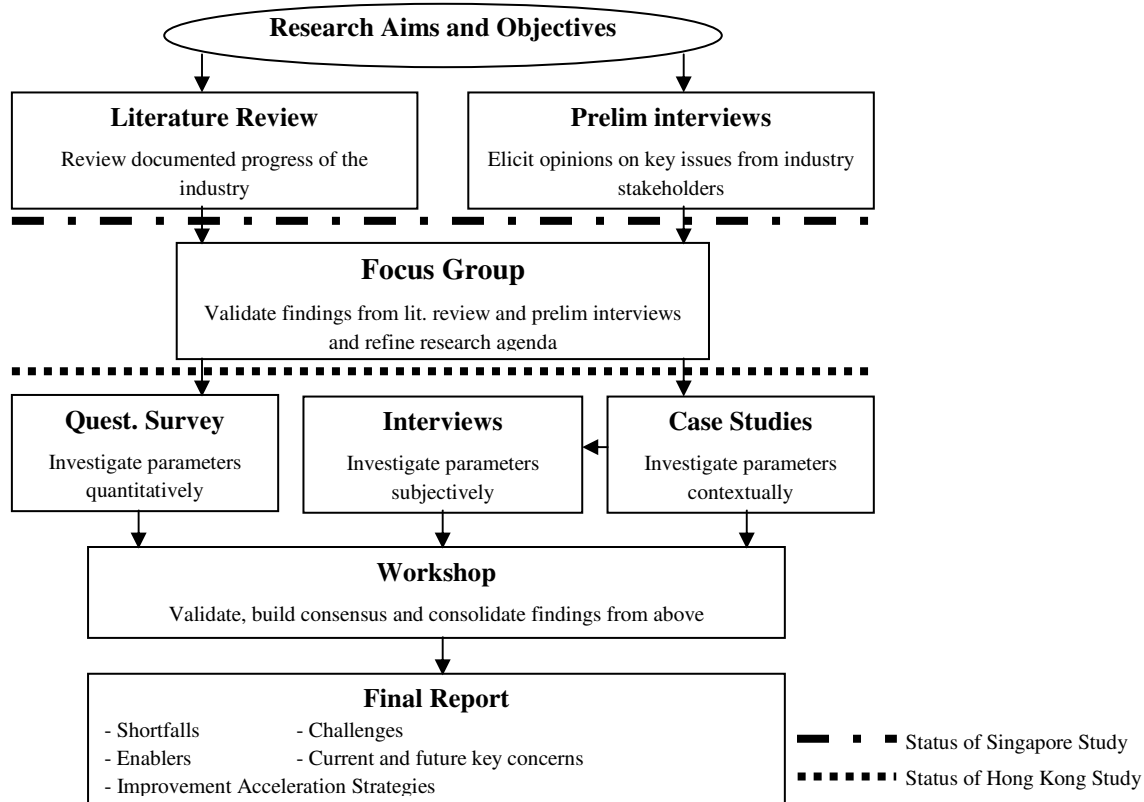 Research Aims and Objectives
Literature Review
Review documented progress of the
industry
Prelim interviews
Elicit opinions on key issues from industry
stakeholders
Focus Group
Validate findings from lit. review and prelim interviews
and refine research agenda
Quest. Survey
Investigate parameters
quantitatively
Interviews
Investigate parameters
subjectively
Case Studies
Investigate parameters
contextually
Workshop
Validate, build consensus and consolidate findings from above
Final Report
- Shortfalls - Challenges
- Enablers - Current and future key concerns
- Improvement Acceleration Strategies
Status of Singapore Study
Status of Hong Kong Study